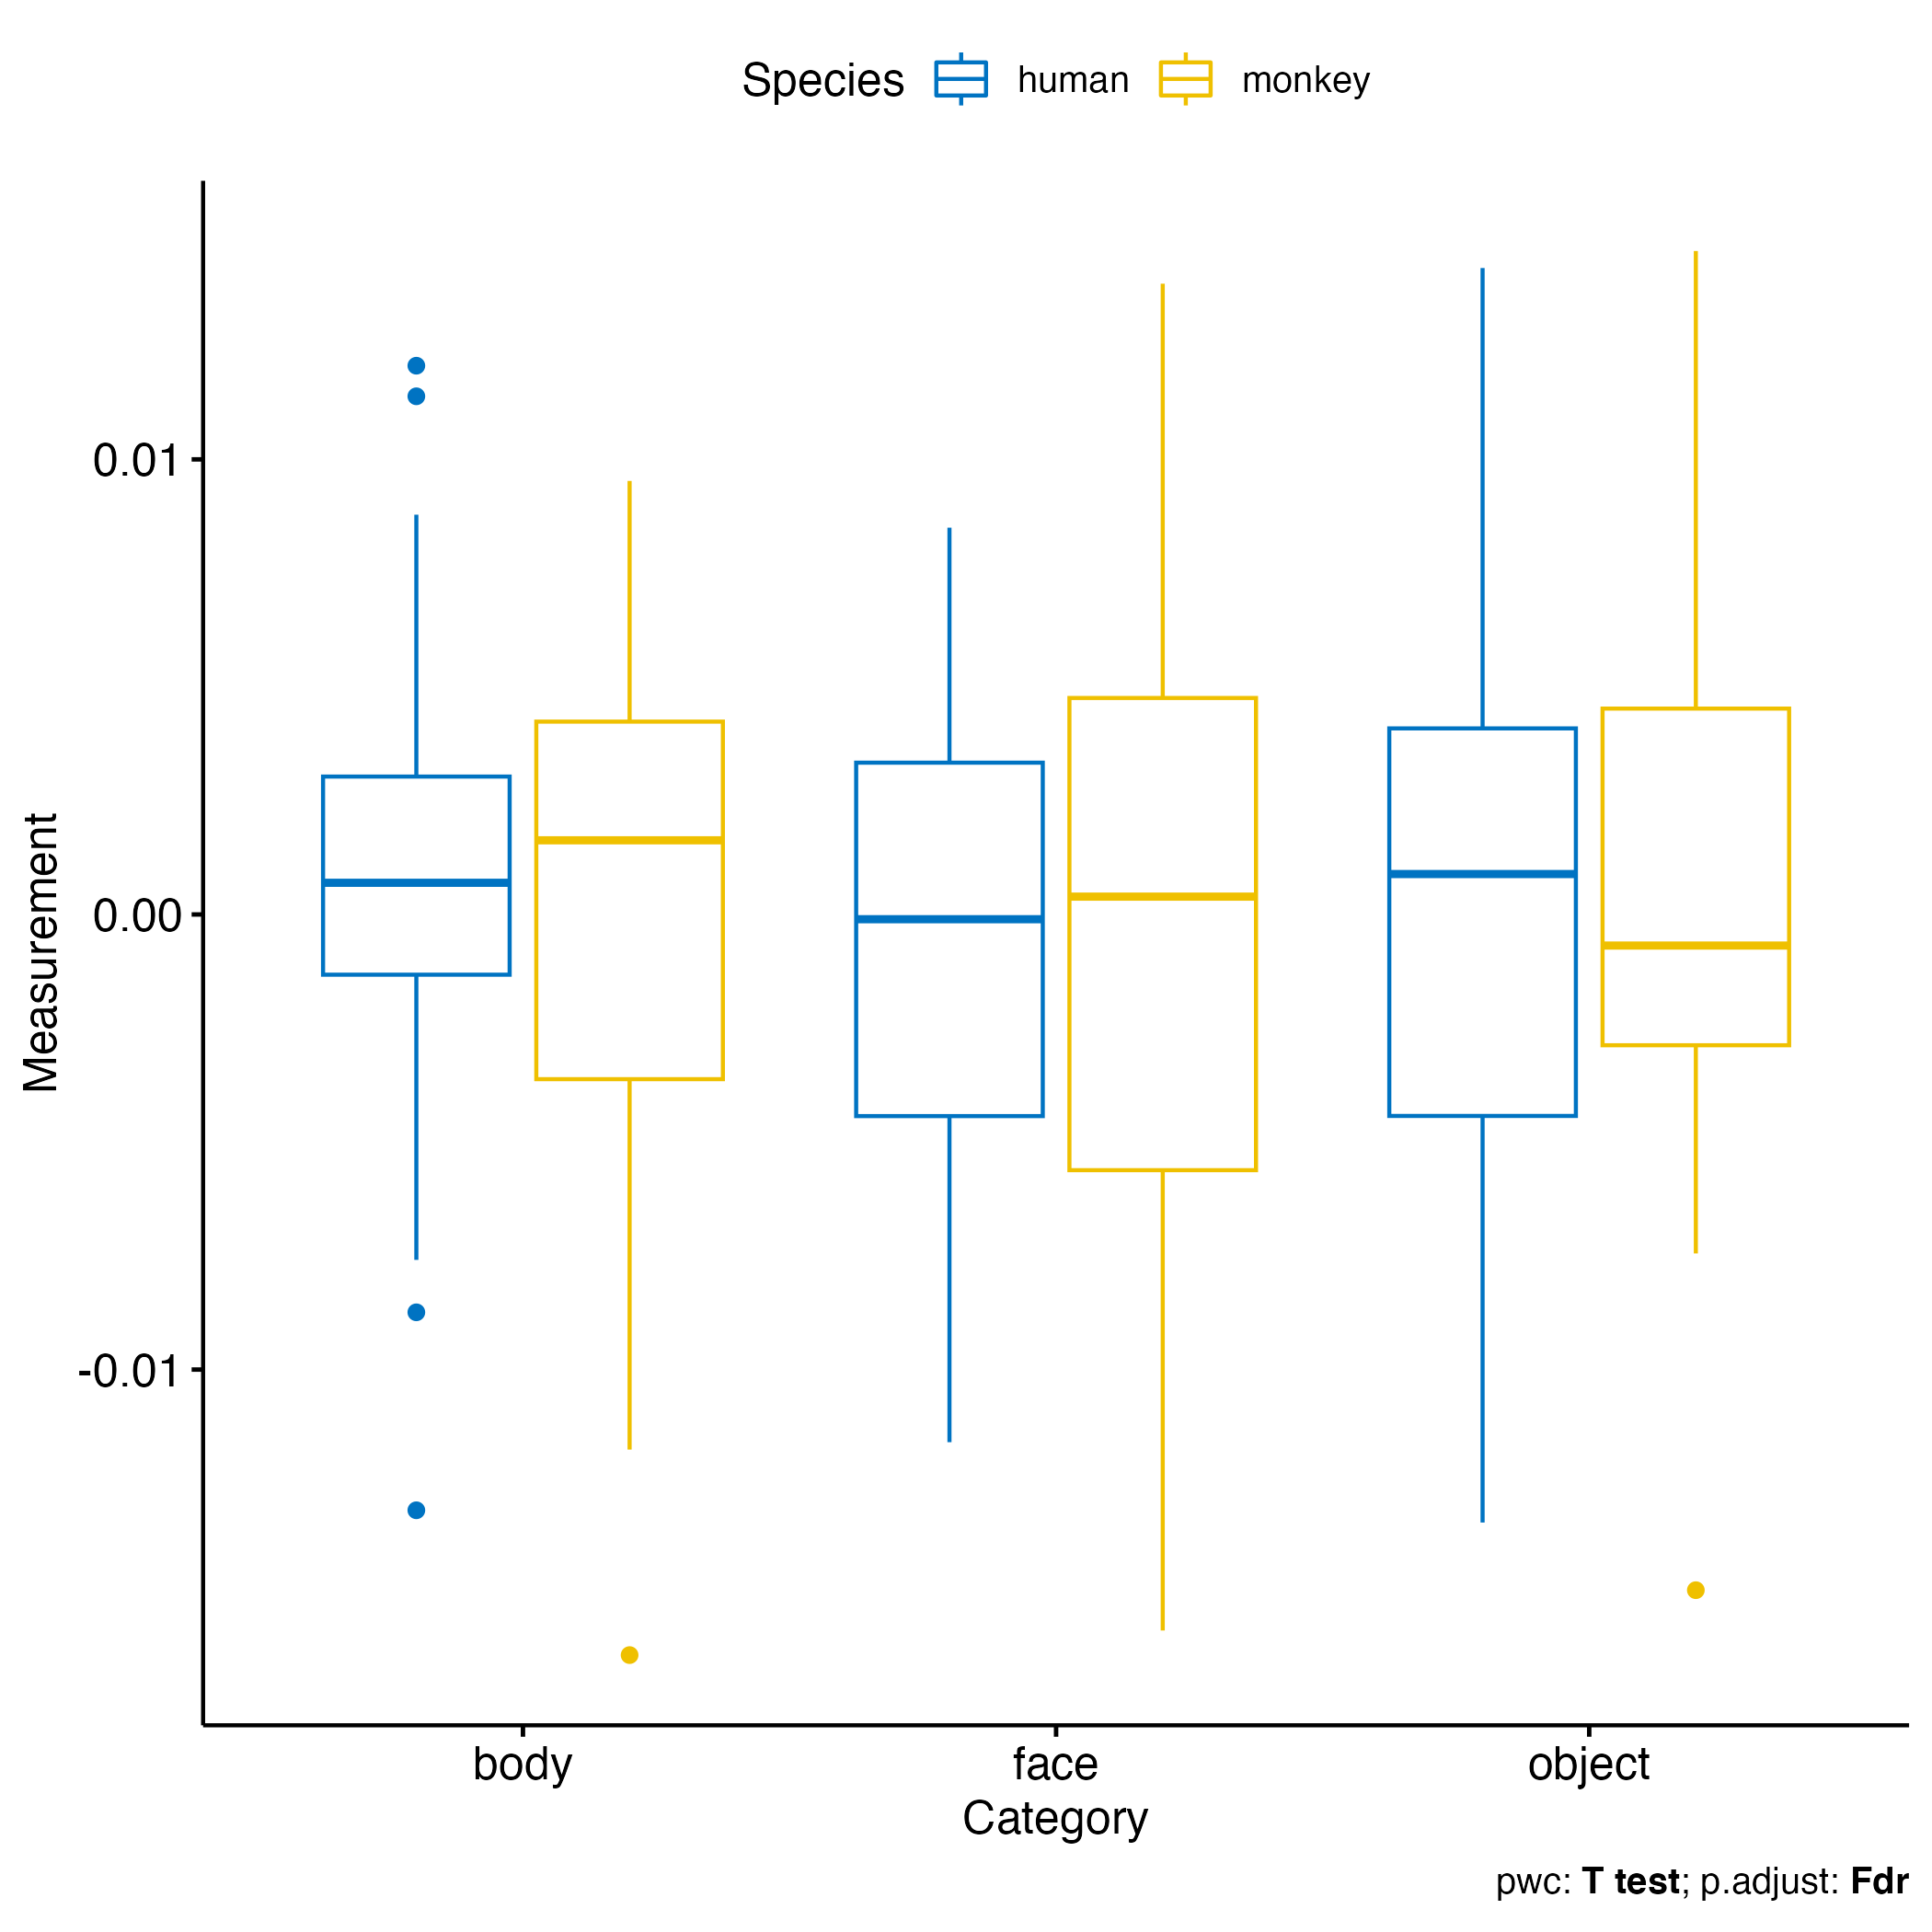 Species human monkey
0.01
0.00
-0.01
Measurement
body face object
Category
pwc: T test; p.adjust: Fdr